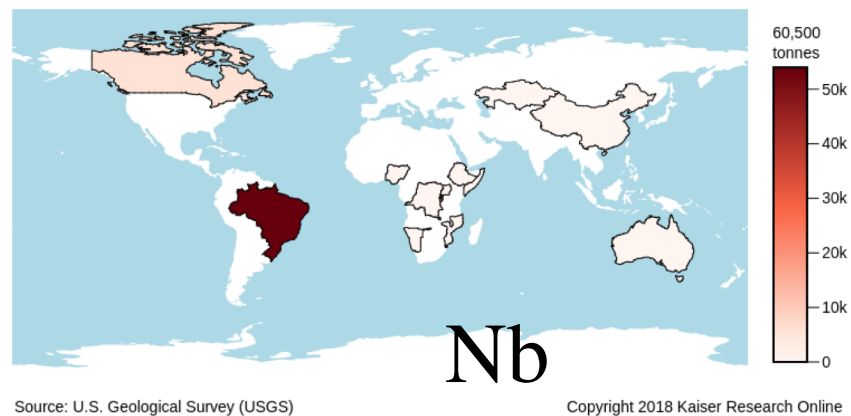 60,500
tonnes
50k
40k
30k
20k
10k
0
Nb
Source: U.S. Geological Survey (USGS)
Copyright 2018 Kaiser Research Online